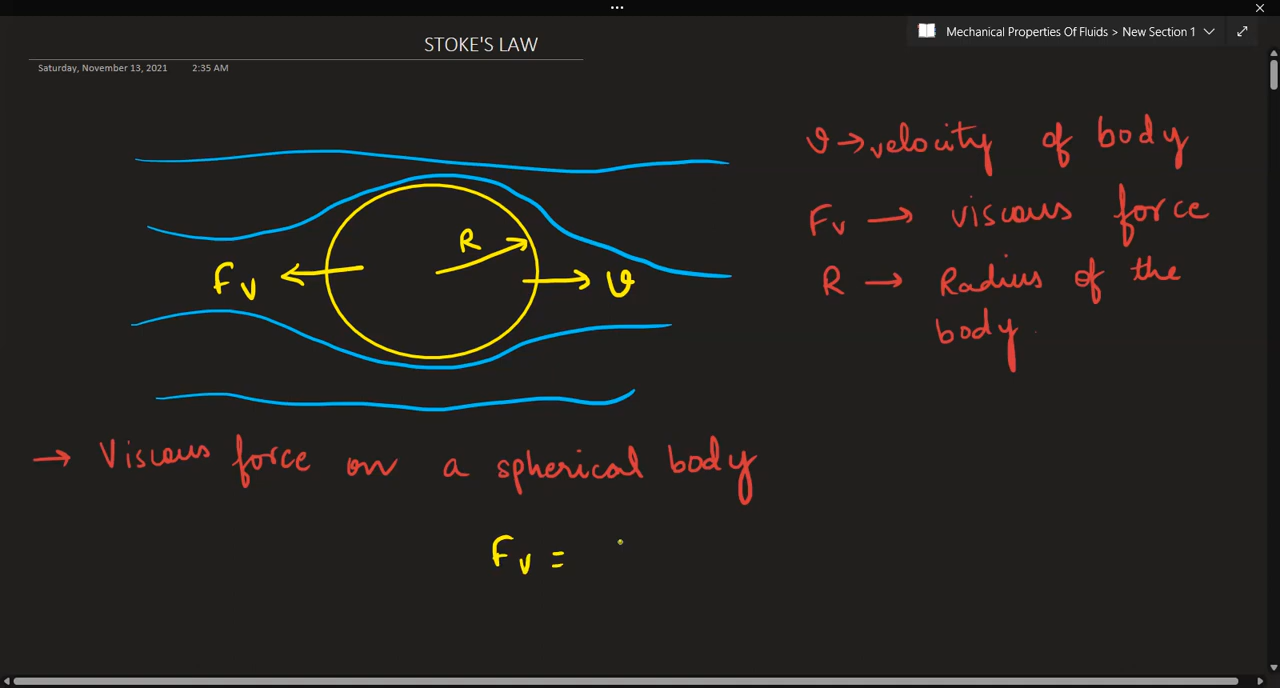 ...
STOKE'S LAW
Mechanical Properties Of Fluids > New Section 1
Saturday, November 13, 2021 2:35 AM
ϑ → velocity of body
Fv → viscous force
R → Radius of the
body
R
Fv
ϑ
→ Viscous force on a spherical body
Fv =